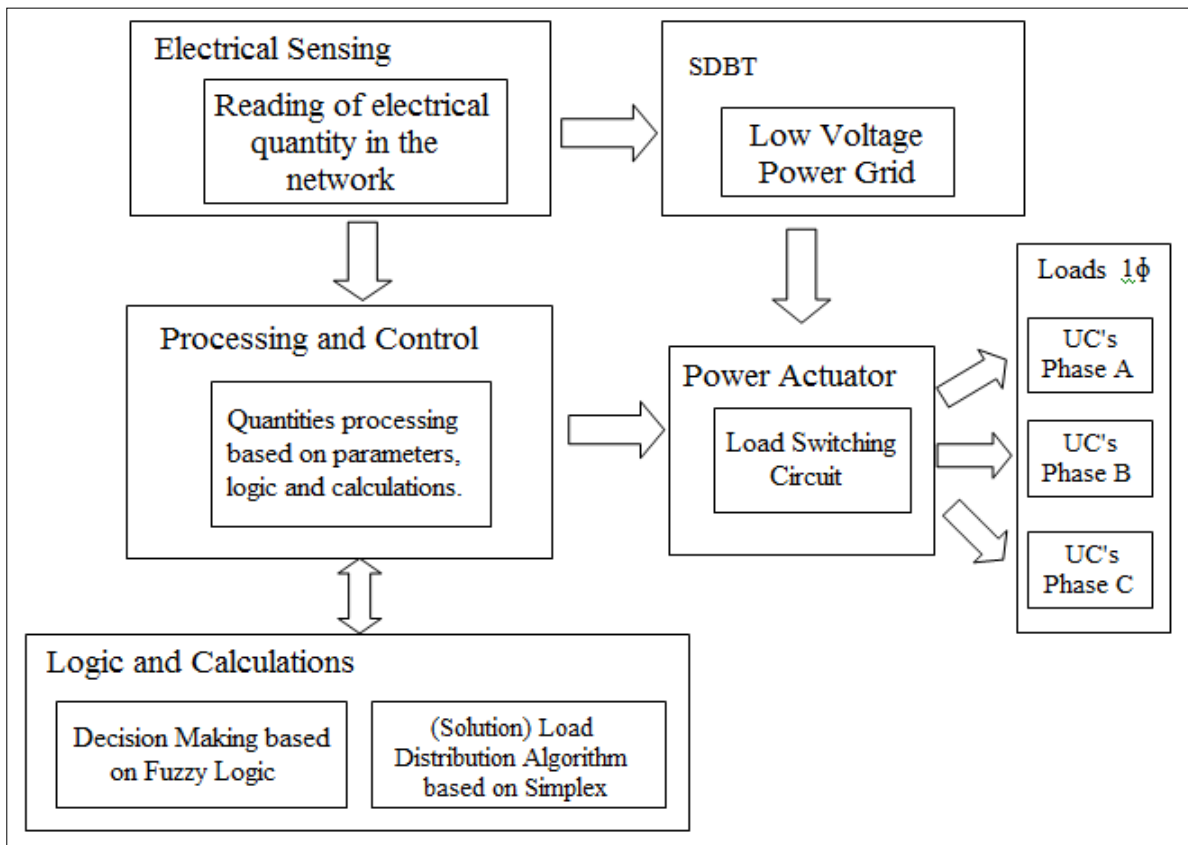 Electrical Sensing
Reading of electrical
quantity in the
network
SDBT
Low Voltage
Power Grid
Loads 1ϕ
UC's
Phase A
UC's
Phase B
UC's
Phase C
Processing and Control
Quantities processing
based on parameters,
logic and calculations.
Power Actuator
Load Switching
Circuit
Logic and Calculations
Decision Making based
on Fuzzy Logic
(Solution) Load
Distribution Algorithm
based on Simplex